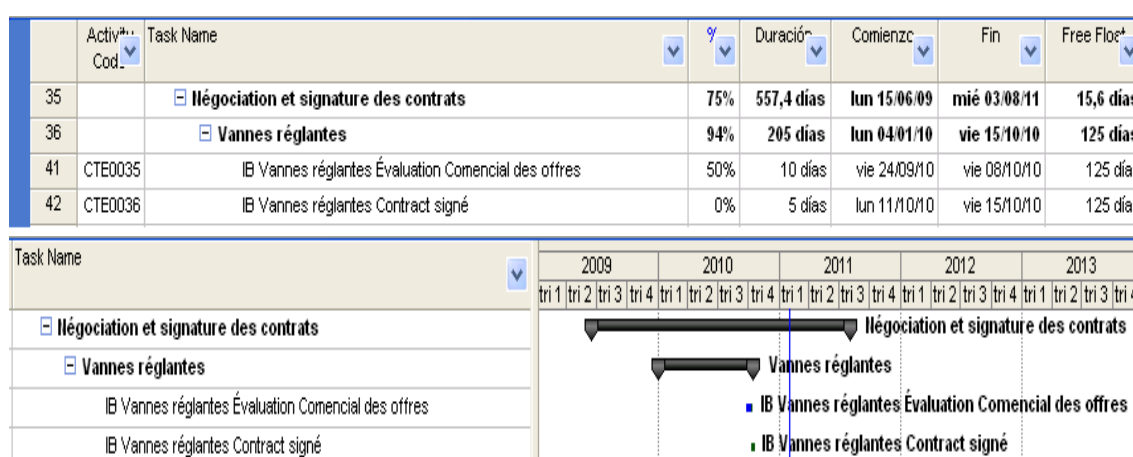 Activity Code Task Name % Duración Comienzo Fin Free Float
35 Négociation et signature des contrats 75% 557,4 días lun 15/06/09 mié 03/08/11 15,6 días
36 Vannes réglantes 94% 205 días lun 04/01/10 vie 15/10/10 125 días
41 CTE0035 IB Vannes réglantes Évaluation Comencial des offres 50% 10 días vie 24/09/10 vie 08/10/10 125 día
42 CTE0036 IB Vannes réglantes Contract signé 0% 5 días lun 11/10/10 vie 15/10/10 125 día
Task Name 2009 2010 2011 2012 2013
tri 1 tri 2 tri 3 tri 4 tri 1 tri 2 tri 3 tri 4 tri 1 tri 2 tri 3 tri 4 tri 1 tri 2 tri 3 tri 4 tri 1 tri 2 tri 3 tri 4
Négociation et signature des contrats Négociation et signature des contrats
Vannes réglantes Vannes réglantes
IB Vannes réglantes Évaluation Comencial des offres IB Vannes réglantes Évaluation Comencial des offres
IB Vannes réglantes Contract signé IB Vannes réglantes Contract signé